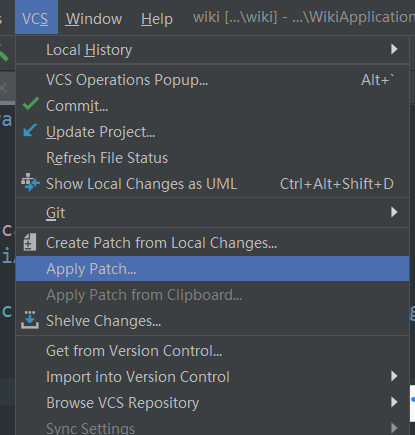 VCS Window Help wiki [...\wiki] - ...\WikiApplication
Local History
VCS Operations Popup... Alt+`
Commit...
Update Project...
Refresh File Status
Show Local Changes as UML Ctrl+Alt+Shift+D
Git
Create Patch from Local Changes...
Apply Patch...
Apply Patch from Clipboard...
Shelve Changes...
Get from Version Control...
Import into Version Control
Browse VCS Repository
Sync Settings